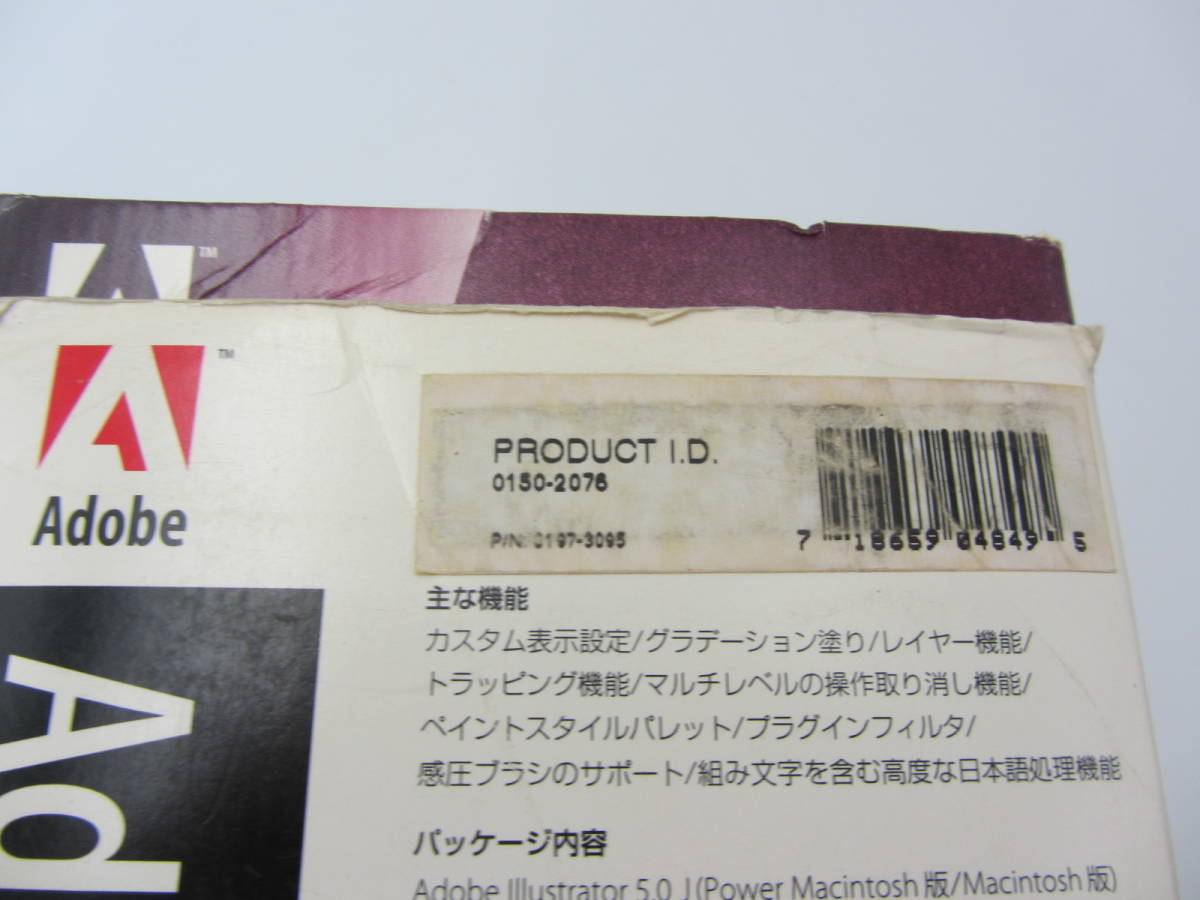 TM
TM
Adobe
PRODUCT I.D.
0150-2076
P/N: 0197-3095
7 18659 04849 5
主な機能
カスタム表示設定/グラデーション塗り/レイヤー機能/
トラッピング機能/マルチレベルの操作取り消し機能/
ペイントスタイルパレット/プラグインフィルタ/
感圧ブラシのサポート/組み文字を含む高度な日本語処理機能
パッケージ内容
Adobe Illustrator 5.0 J (Power Macintosh 版/Macintosh 版)
Ad